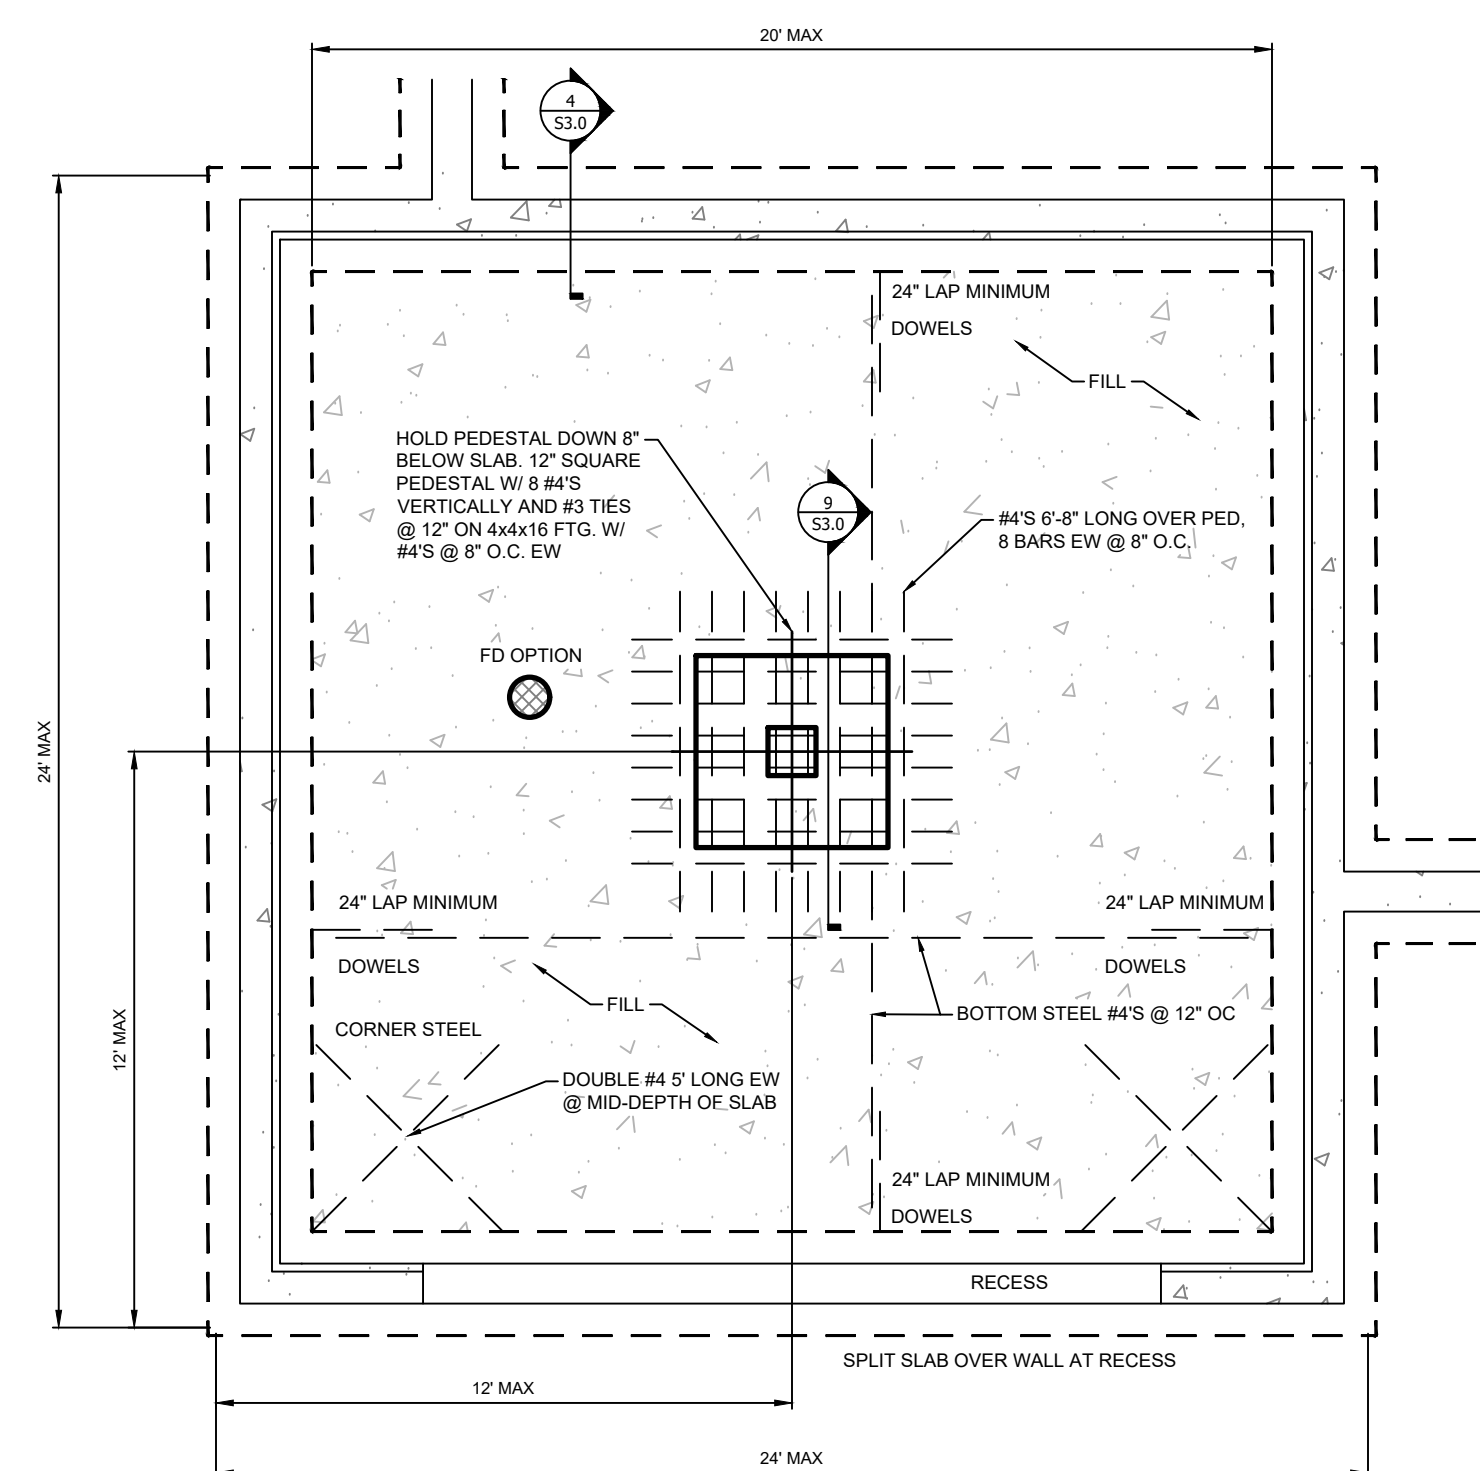 20' MAX
4
S3.0
24" LAP MINIMUM
DOWELS
FILL
HOLD PEDESTAL DOWN 8"
BELOW SLAB. 12" SQUARE
PEDESTAL W/ 8 #4'S
VERTICALLY AND #3 TIES
@ 12" ON 4x4x16 FTG. W/
#4'S @ 8" O.C. EW
9
S3.0
#4'S 6'-8" LONG OVER PED,
8 BARS EW @ 8" O.C.
FD OPTION
24' MAX
24" LAP MINIMUM
24" LAP MINIMUM
DOWELS
DOWELS
FILL
BOTTOM STEEL #4'S @ 12" OC
12' MAX
CORNER STEEL
DOUBLE #4 5' LONG EW
@ MID-DEPTH OF SLAB
24" LAP MINIMUM
DOWELS
RECESS
SPLIT SLAB OVER WALL AT RECESS
12' MAX
24' MAX